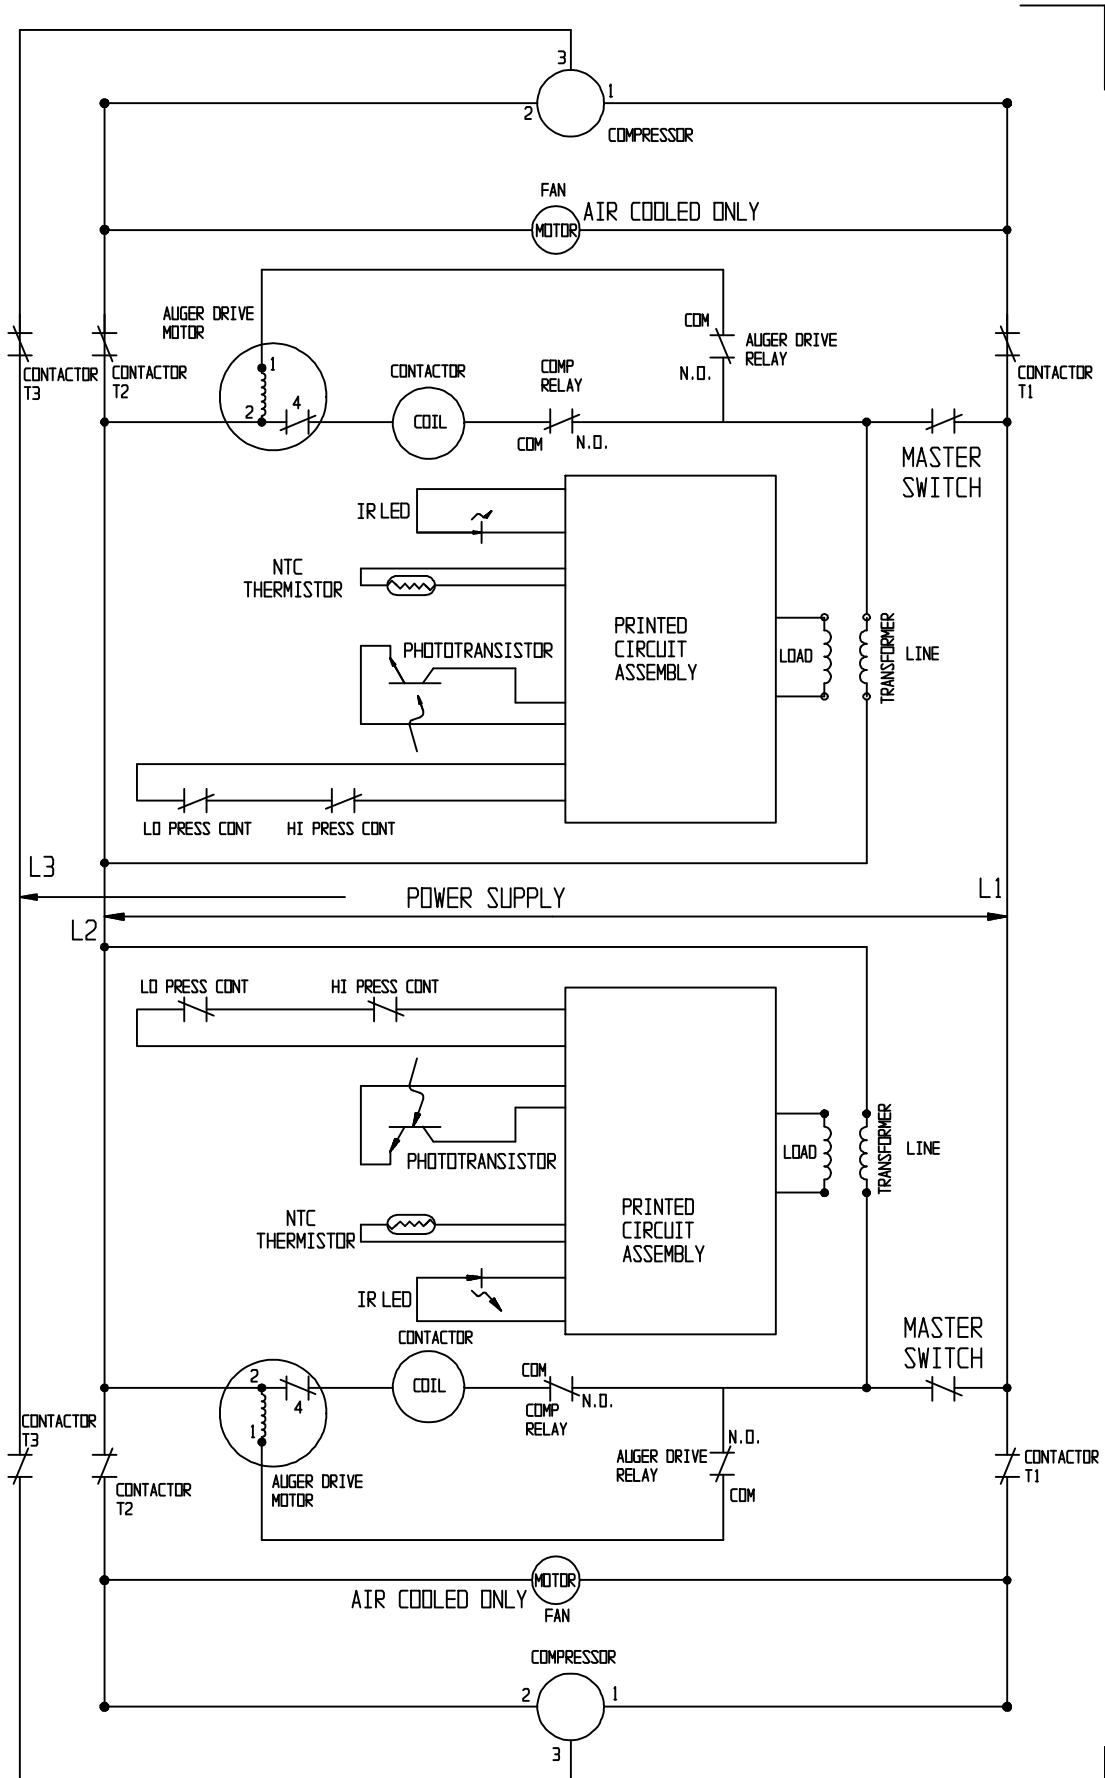 3
1
2
COMPRESSOR
FAN
AIR COOLED ONLY
MOTOR
AUGER DRIVE
MOTOR
COM
AUGER DRIVE
RELAY
N.O.
CONTACTOR
T3
CONTACTOR
T2
1
2
4
CONTACTOR
COIL
COMP
RELAY
COM
N.O.
CONTACTOR
T1
MASTER
SWITCH
IR LED
NTC
THERMISTOR
PHOTOTRANSISTOR
PRINTED
CIRCUIT
ASSEMBLY
LOAD
TRANSFORMER
LINE
LO PRESS CONT
HI PRESS CONT
L3
POWER SUPPLY
L1
L2
LO PRESS CONT
HI PRESS CONT
PHOTOTRANSISTOR
LOAD
TRANSFORMER
LINE
NTC
THERMISTOR
PRINTED
CIRCUIT
ASSEMBLY
IR LED
CONTACTOR
COIL
MASTER
SWITCH
2
4
1
COM
N.O.
COMP
RELAY
CONTACTOR
T3
CONTACTOR
T2
AUGER DRIVE
MOTOR
N.O.
AUGER DRIVE
RELAY
COM
CONTACTOR
T1
MOTOR
AIR COOLED ONLY
FAN
COMPRESSOR
2
1
3